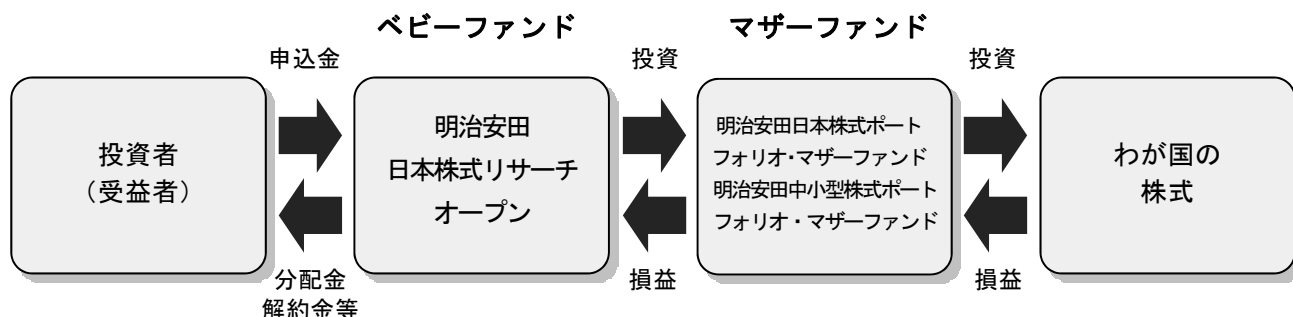 ベビーファンド
マザーファンド
申込金
投資
投資
投資者
（受益者）
明治安田
日本株式リサーチ
オープン
明治安田日本株式ポート
フォリオ・マザーファンド
明治安田中小型株式ポート
フォリオ・マザーファンド
わが国の
株式
分配金
解約金等
損益
損益